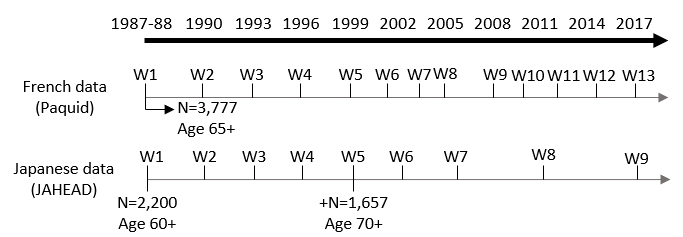 1987-88 1990 1993 1996 1999 2002 2005 2008 2011 2014 2017
W1 W2 W3 W4 W5 W6 W7 W8 W9 W10 W11 W12 W13
French data
(Paquid)
N=3,777
Age 65+
W1 W2 W3 W4 W5 W6 W7 W8 W9
Japanese data
(JAHEAD)
N=2,200 +N=1,657
Age 60+ Age 70+